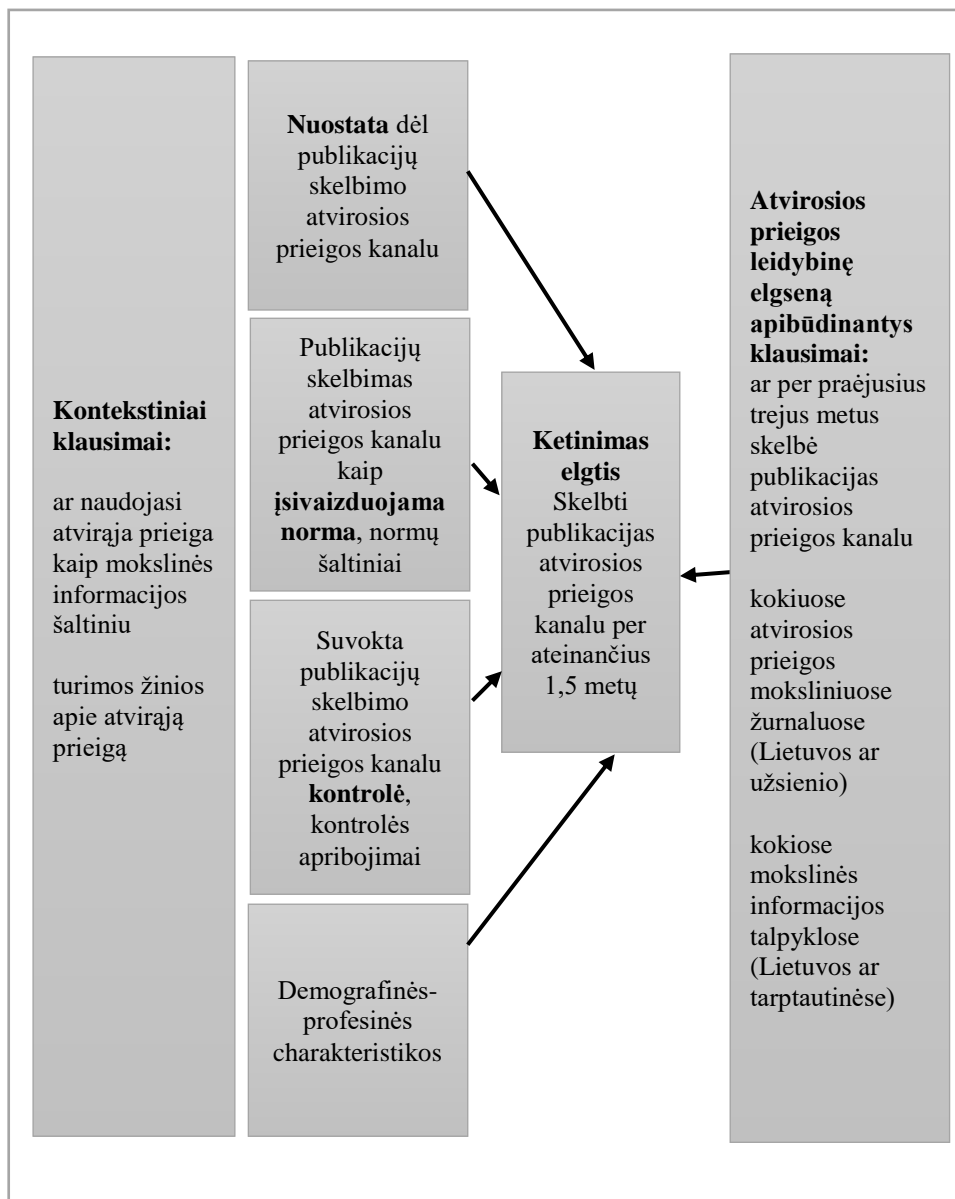 Kontekstiniai
klausimai:
ar naudojasi
atvirąja prieiga
kaip mokslinės
informacijos
šaltiniu
turimos žinios
apie atvirąją
prieigą
Nuostata dėl
publikacijų
skelbimo
atvirosios
prieigos kanalu
Publikacijų
skelbimas
atvirosios
prieigos kanalu
kaip
įsivaizduojama
norma, normų
šaltiniai
Suvokta
publikacijų
skelbimo
atvirosios
prieigos kanalu
kontrolė,
kontrolės
apribojimai
Demografinės-
profesinės
charakteristikos
Ketinimas
elgtis
Skelbti
publikacijas
atvirosios
prieigos
kanalu per
ateinančius
1,5 metų
Atvirosios
prieigos
leidybinę
elgseną
apibūdinantys
klausimai:
ar per praėjusius
trejus metus
skelbė
publikacijas
atvirosios
prieigos kanalu
kokiuose
atvirosios
prieigos
moksliniuose
žurnaluose
(Lietuvos ar
užsienio)
kokiose
mokslinės
informacijos
talpyklose
(Lietuvos ar
tarptautinėse)